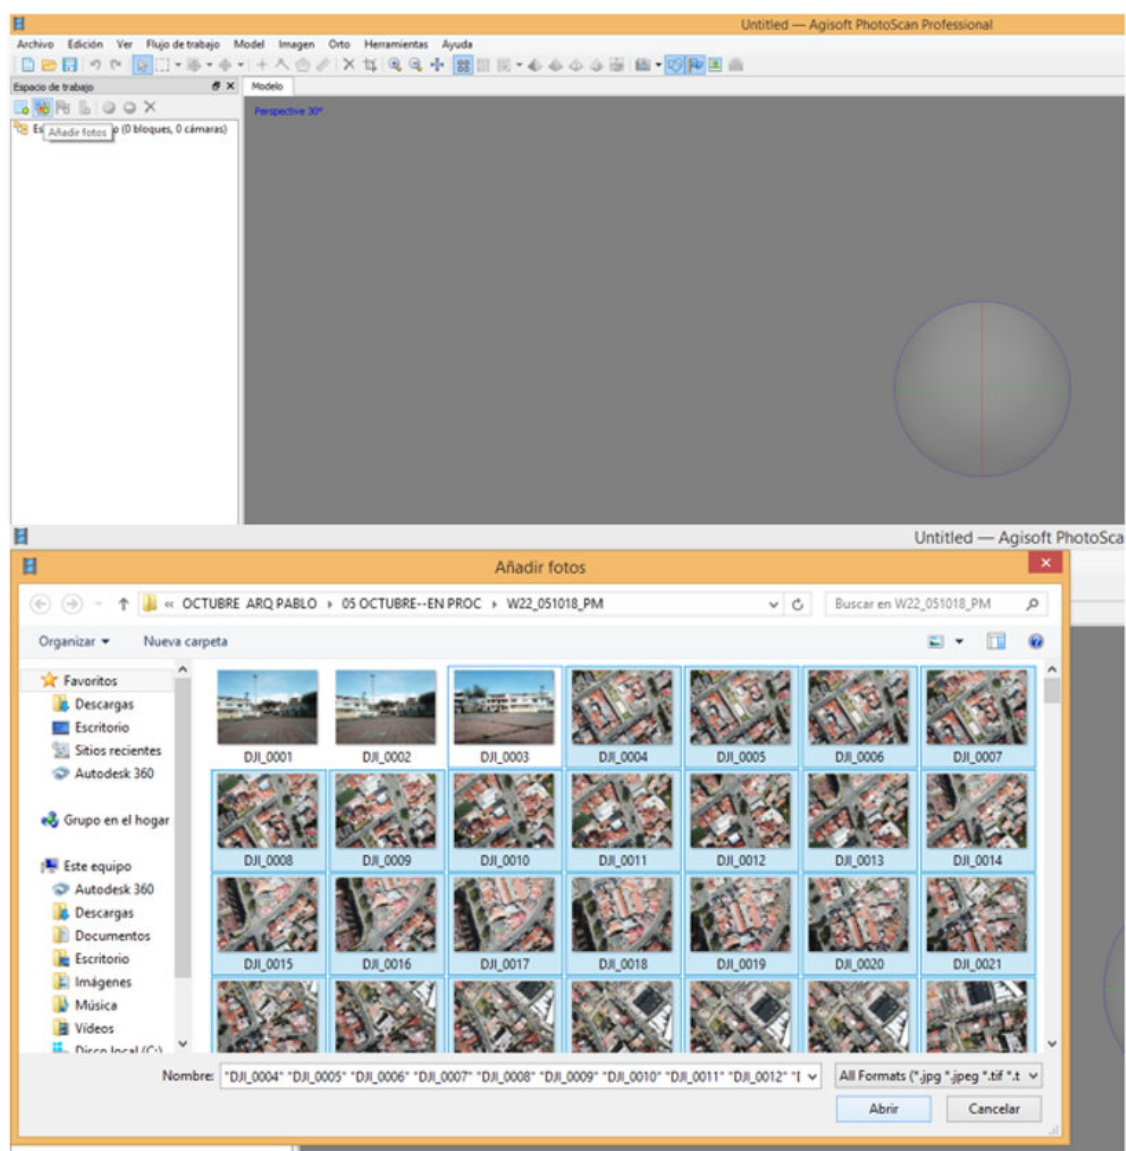 Untitled — Agisoft PhotoScan Professional
Archivo Edición Ver Flujo de trabajo Model Imagen Orto Herramientas Ayuda
Espacio de trabajo
Modelo
Perspective 30°
Es
Añadir fotos
o (0 bloques, 0 cámaras)
Untitled — Agisoft PhotoSca
Añadir fotos
« OCTUBRE ARQ PABLO › 05 OCTUBRE--EN PROC › W22_051018_PM
Buscar en W22_051018_PM
Organizar Nueva carpeta
Favoritos
Descargas
Escritorio
Sitios recientes
Autodesk 360
Grupo en el hogar
Este equipo
Autodesk 360
Descargas
Documentos
Escritorio
Imágenes
Música
Vídeos
Disco local (C:)
DJI_0001 DJI_0002 DJI_0003 DJI_0004 DJI_0005 DJI_0006 DJI_0007
DJI_0008 DJI_0009 DJI_0010 DJI_0011 DJI_0012 DJI_0013 DJI_0014
DJI_0015 DJI_0016 DJI_0017 DJI_0018 DJI_0019 DJI_0020 DJI_0021
Nombre: "DJI_0004" "DJI_0005" "DJI_0006" "DJI_0007" "DJI_0008" "DJI_0009" "DJI_0010" "DJI_0011" "DJI_0012" "I
All Formats (*.jpg *.jpeg *.tif *.t
Abrir Cancelar